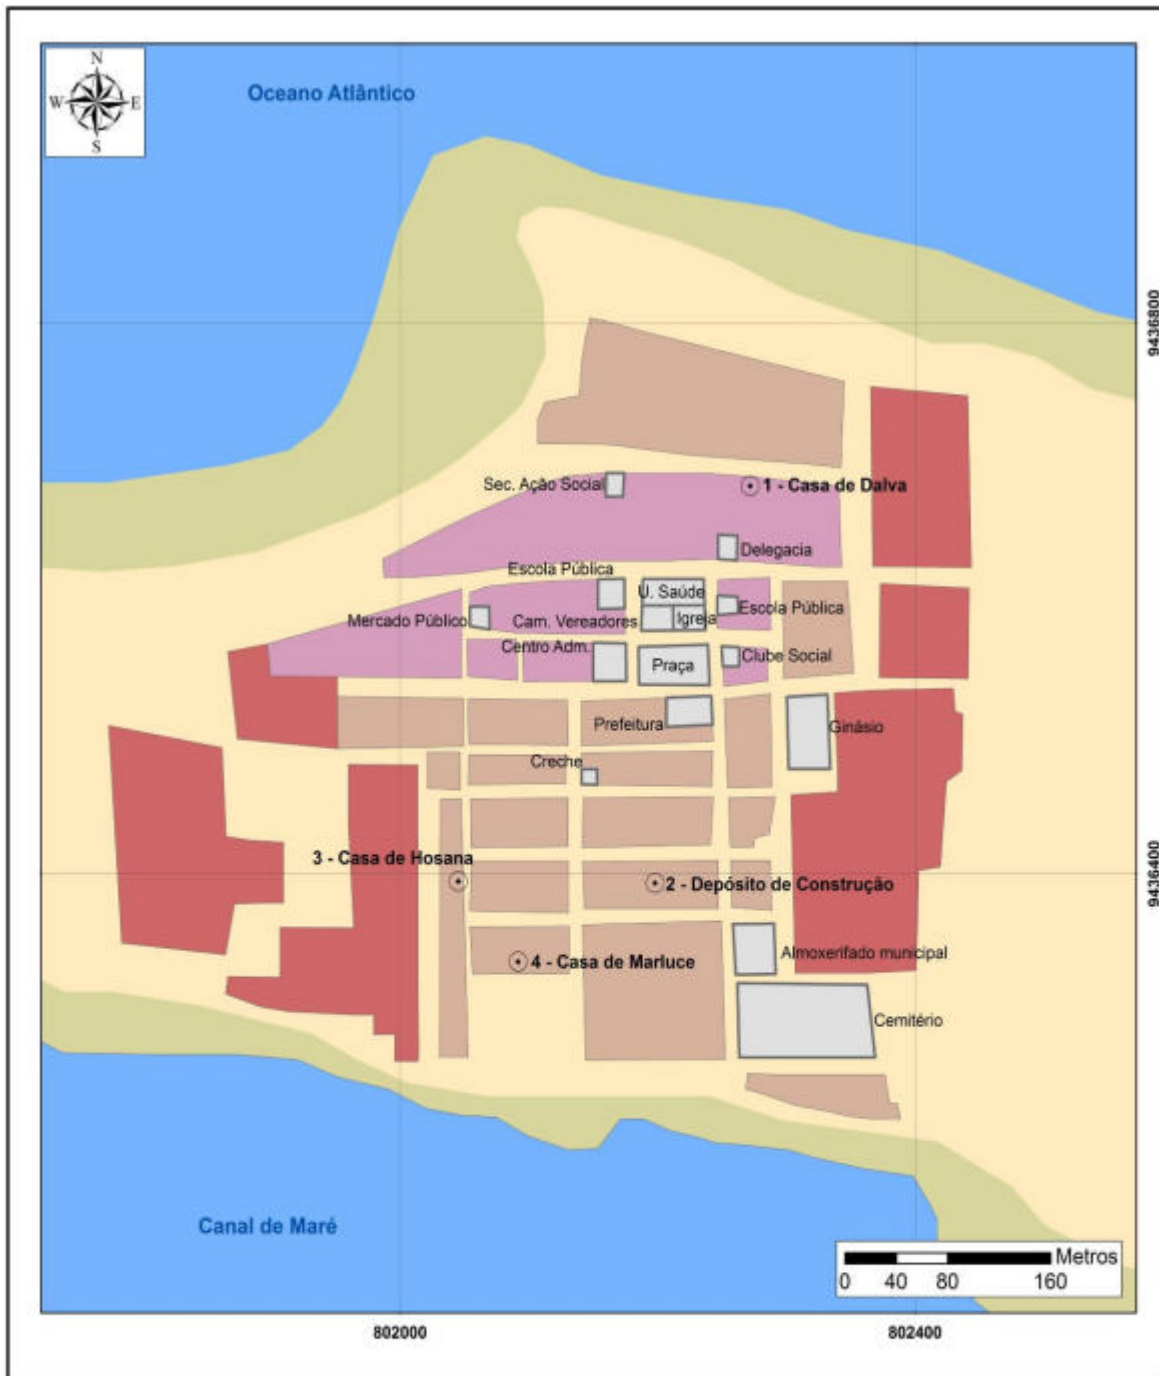 N
W E
S
Oceano Atlântico
9436800
Sec. Ação Social
1 - Casa de Dalva
Delegacia
Escola Pública
U. Saúde
Escola Pública
Mercado Público
Cam. Vereadores
Igreja
Centro Adm.
Praça
Clube Social
Prefeitura
Ginásio
Creche
3 - Casa de Hosana
9436400
2 - Depósito de Construção
Almoxerifado municipal
4 - Casa de Marluce
Cemitério
Canal de Maré
Metros
0 40 80 160
802000 802400